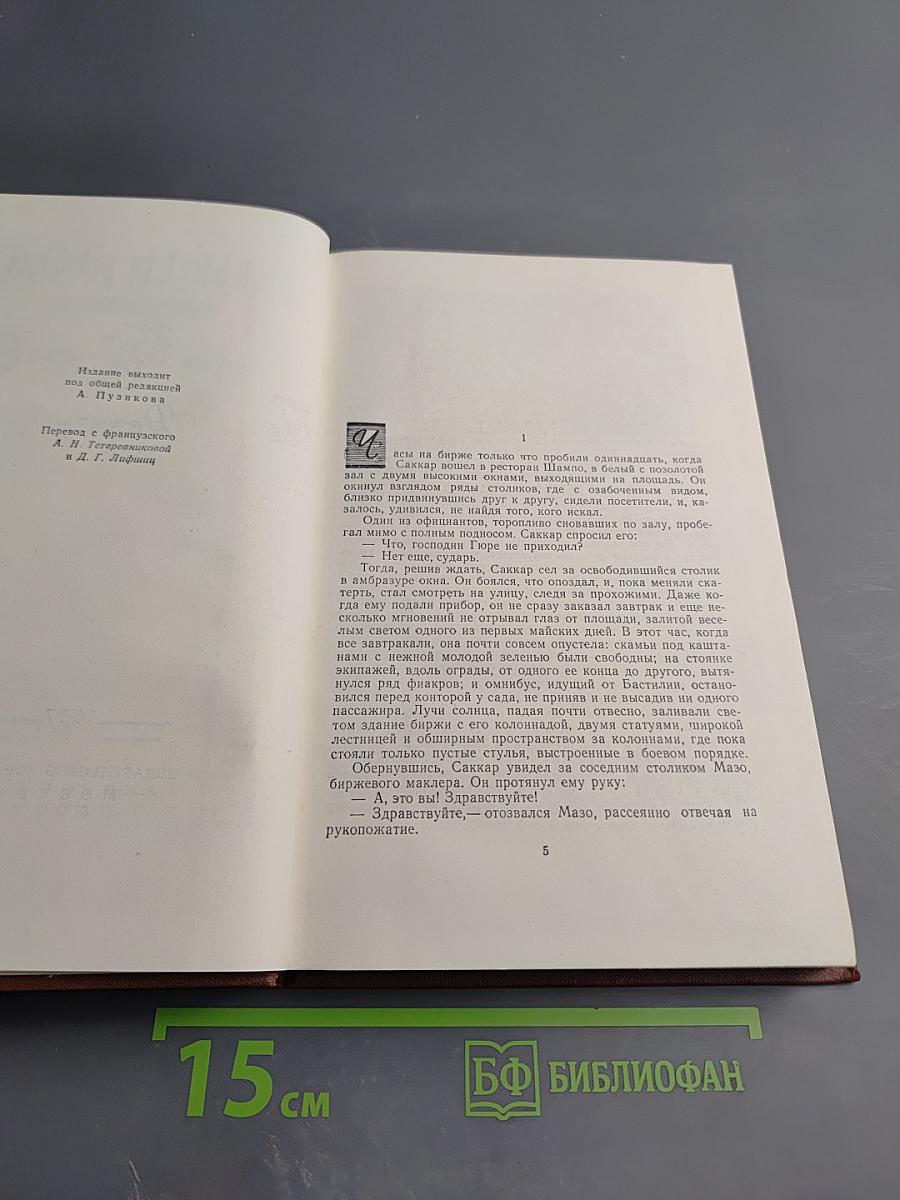 Издание выходит
под общей редакцией
А. Пузикова
Перевод с французского
А. Н. Тетеревниковой
и Д. Г. Лифшиц
1
Часы на бирже только что пробили одиннадцать, когда
Саккар вошел в ресторан Шампо, в белый с позолотой
зал с двумя высокими окнами, выходящими на площадь. Он
окинул взглядом ряды столиков, где с озабоченным видом,
близко придвинувшись друг к другу, сидели посетители, и, ка-
залось, удивился, не найдя того, кого искал.
Один из официантов, торопливо сновавших по залу, пробе-
гал мимо с полным подносом. Саккар спросил его:
— Что, господин Гюре не приходил?
— Нет еще, сударь.
Тогда, решив ждать, Саккар сел за освободившийся столик
в амбразуре окна. Он боялся, что опоздал, и, пока меняли ска-
терть, стал смотреть на улицу, следя за прохожими. Даже ко-
гда ему подали прибор, он не сразу заказал завтрак и еще не-
сколько мгновений не отрывал глаз от площади, залитой весе-
лым светом одного из первых майских дней. В этот час, когда
все завтракали, она почти совсем опустела: скамьи под кашта-
нами с нежной молодой зеленью были свободны; на стоянке
экипажей, вдоль ограды, от одного ее конца до другого, вытя-
нулся ряд фиакров; и омнибус, идущий от Бастилии, остано-
вился перед конторой у сада, не приняв и не высадив ни одного
пассажира. Лучи солнца, падая почти отвесно, заливали све-
том здание биржи с его колоннадой, двумя статуями, широкой
лестницей и обширным пространством за колоннами, где пока
стояли только пустые стулья, выстроенные в боевом порядке.
Обернувшись, Саккар увидел за соседним столиком Мазо,
биржевого маклера. Он протянул ему руку:
— А, это вы! Здравствуйте!
— Здравствуйте,— отозвался Мазо, рассеянно отвечая на
рукопожатие.
5
15 см
БФ БИБЛИОФАН